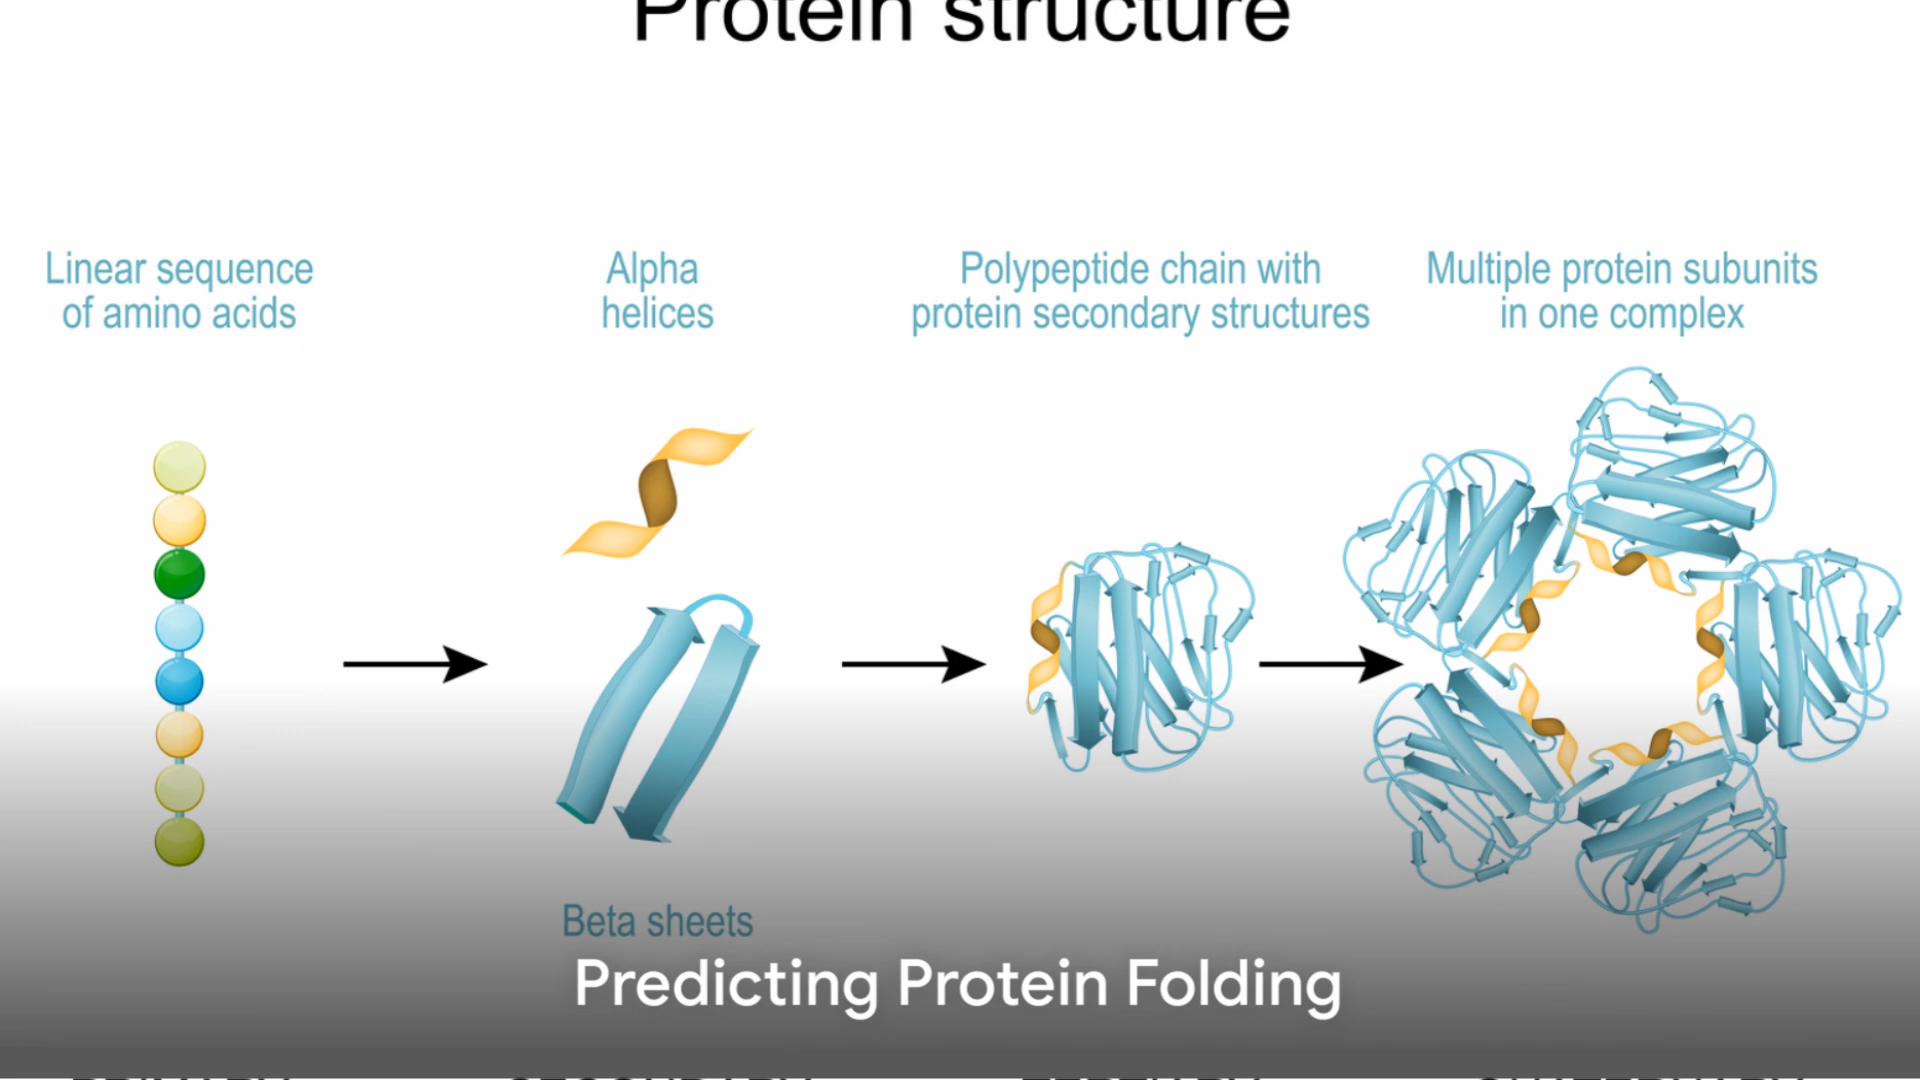 Protein structure
Linear sequence
of amino acids
Alpha
helices
Polypeptide chain with
protein secondary structures
Multiple protein subunits
in one complex
Beta sheets
Predicting Protein Folding